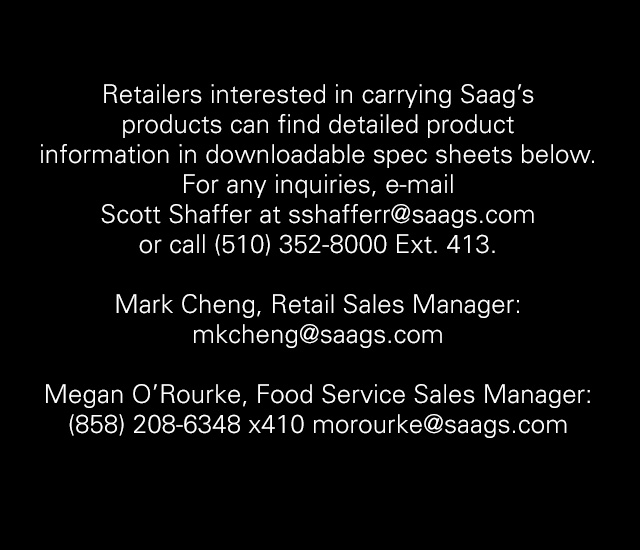 Retailers interested in carrying Saag’s
products can find detailed product
information in downloadable spec sheets below.
For any inquiries, e-mail
Scott Shaffer at sshafferr@saags.com
or call (510) 352-8000 Ext. 413.
Mark Cheng, Retail Sales Manager:
mkcheng@saags.com
Megan O’Rourke, Food Service Sales Manager:
(858) 208-6348 x410 morourke@saags.com